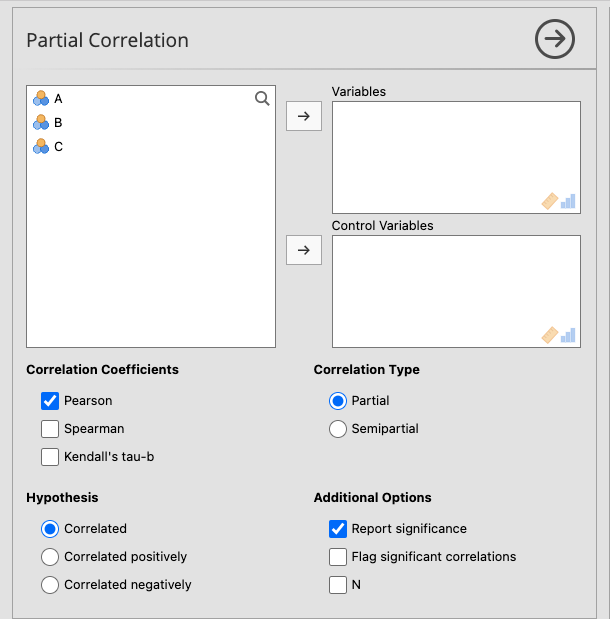 Partial Correlation
A
B
C
Variables
Control Variables
Correlation Coefficients
Pearson
Spearman
Kendall's tau-b
Correlation Type
Partial
Semipartial
Hypothesis
Correlated
Correlated positively
Correlated negatively
Additional Options
Report significance
Flag significant correlations
N